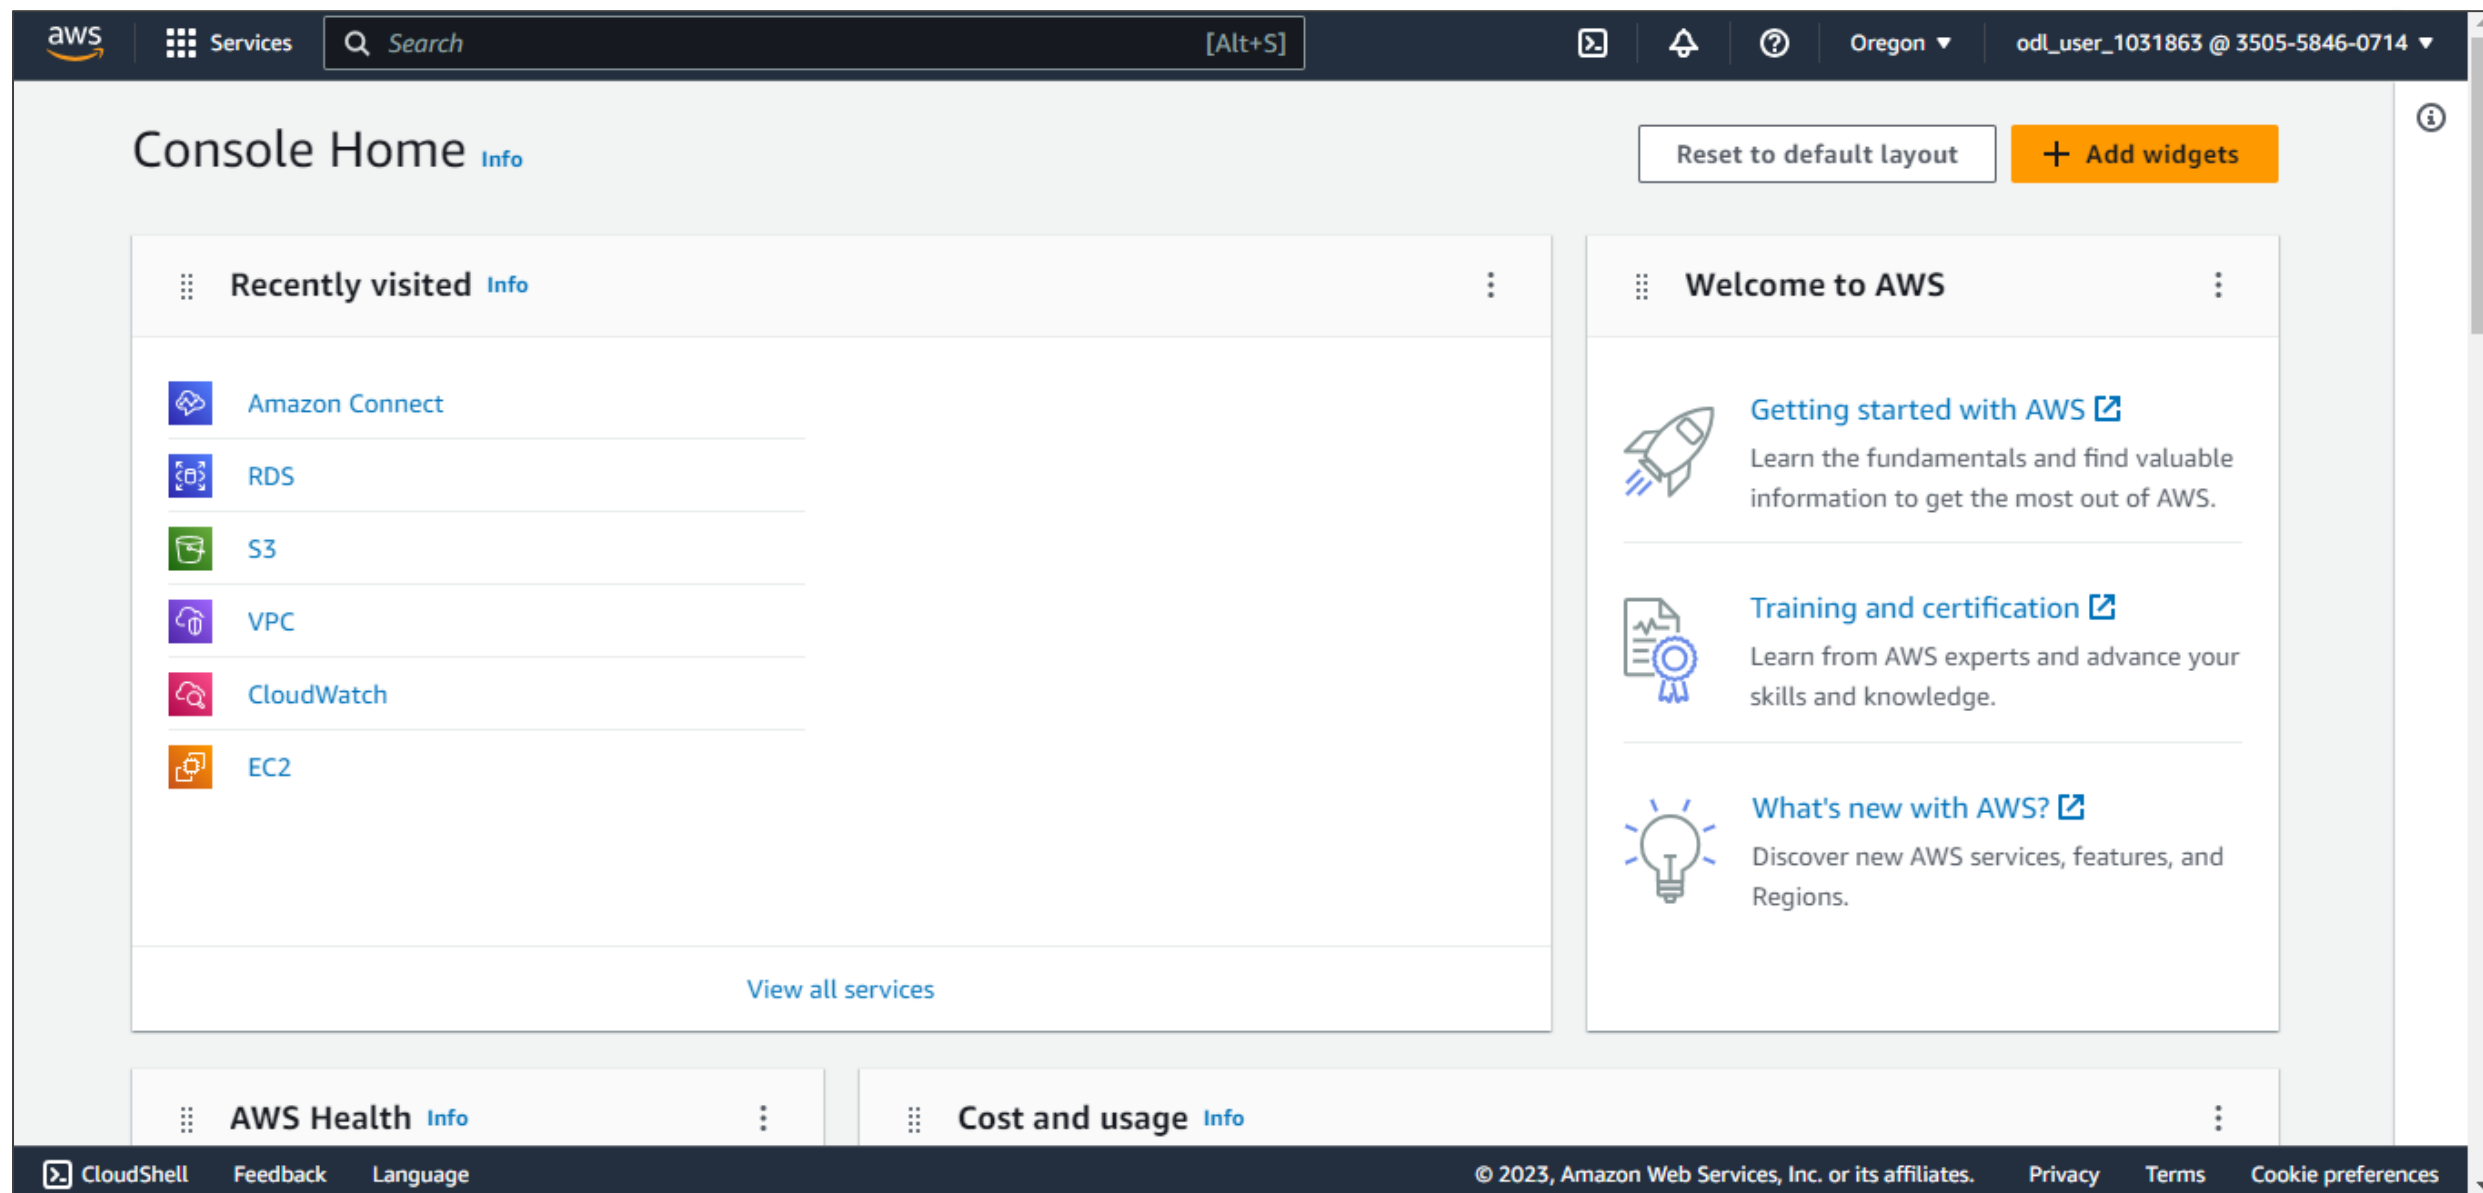 aws Services Search [Alt+S] Oregon ▼ odl_user_1031863 @ 3505-5846-0714 ▼
Console Home Info
Reset to default layout
+ Add widgets
Recently visited Info
Amazon Connect
RDS
S3
VPC
CloudWatch
EC2
View all services
Welcome to AWS
Getting started with AWS
Learn the fundamentals and find valuable
information to get the most out of AWS.
Training and certification
Learn from AWS experts and advance your
skills and knowledge.
What's new with AWS?
Discover new AWS services, features, and
Regions.
AWS Health Info
Cost and usage Info
CloudShell Feedback Language © 2023, Amazon Web Services, Inc. or its affiliates. Privacy Terms Cookie preferences